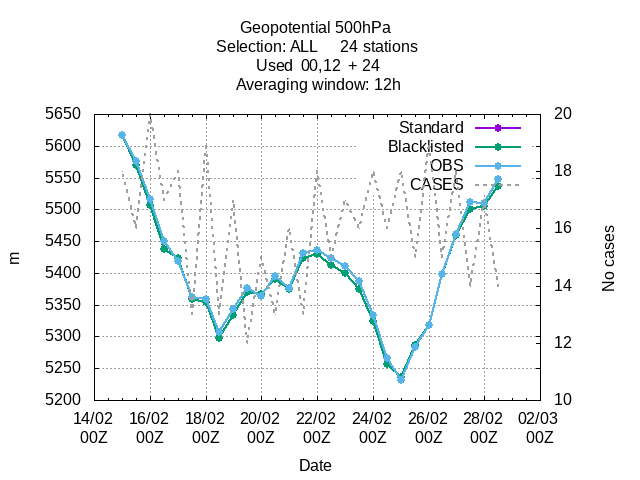 Geopotential 500hPa
Selection: ALL 24 stations
Used 00,12 + 24
Averaging window: 12h
5650
5600
5550
5500
5450
5400
5350
5300
5250
5200
m
20
18
16
14
12
10
No cases
Standard
Blacklisted
OBS
CASES
14/02 16/02 18/02 20/02 22/02 24/02 26/02 28/02 02/03
00Z 00Z 00Z 00Z 00Z 00Z 00Z 00Z 00Z
Date